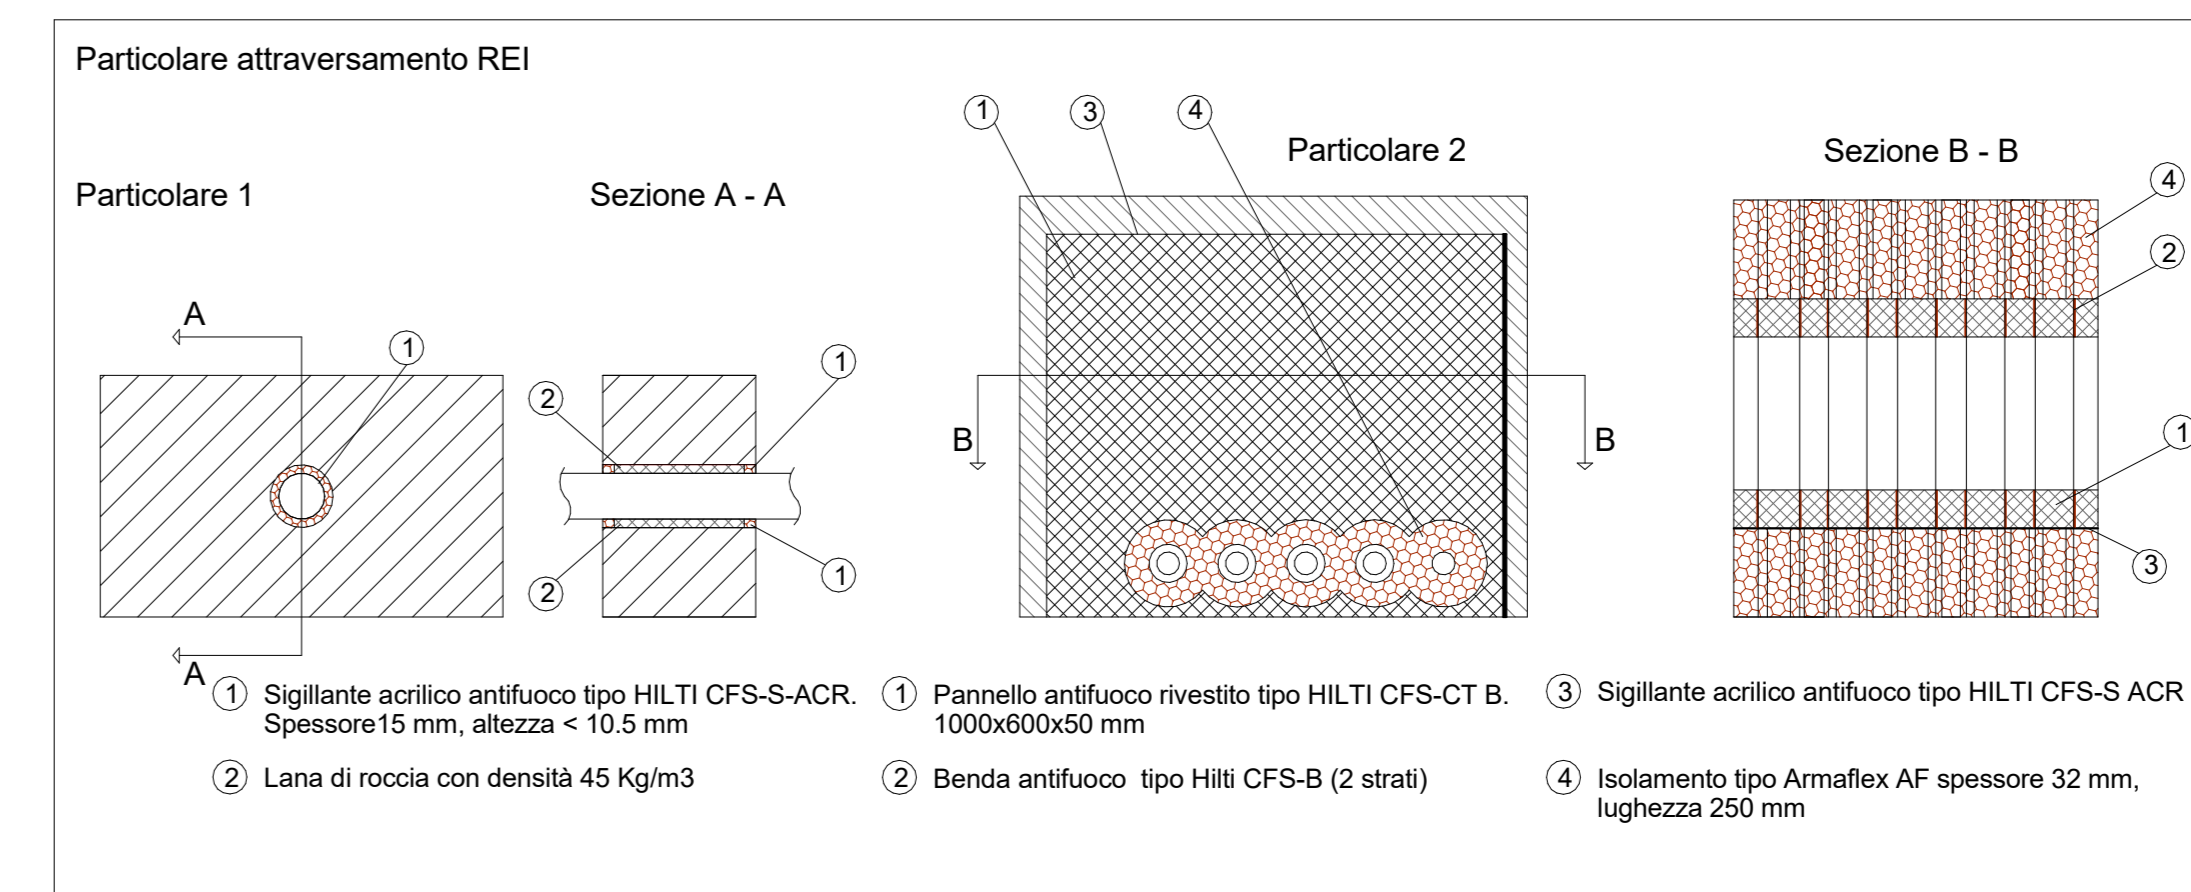 Particolare attraversamento REI
1
3
4
Particolare 2
Sezione B - B
4
Particolare 1
Sezione A - A
2
A
1
1
2
B
B
1
2
1
3
A
1 Sigillante acrilico antifuoco tipo HILTI CFS-S-ACR.
Spessore15 mm, altezza < 10.5 mm
2 Lana di roccia con densità 45 Kg/m3
1 Pannello antifuoco rivestito tipo HILTI CFS-CT B.
1000x600x50 mm
2 Benda antifuoco  tipo Hilti CFS-B (2 strati)
3 Sigillante acrilico antifuoco tipo HILTI CFS-S ACR
4 Isolamento tipo Armaflex AF spessore 32 mm,
lughezza 250 mm